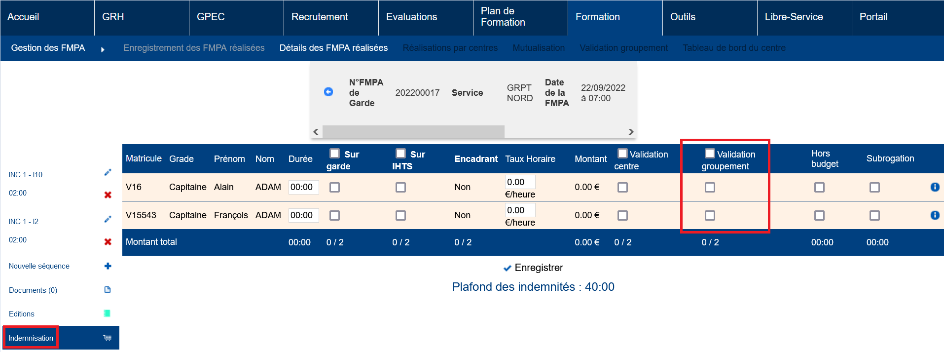 Accueil GRH GPEC Recrutement Evaluations Plan de Formation Formation Outils Libre-Service Portail
Gestion des FMPA Enregistrement des FMPA réalisées Détails des FMPA réalisées Réalisations par centres Mutualisation Validation groupement Tableau de bord du centre
N°FMPA de Garde 202200017 Service GRPT NORD Date de la FMPA 22/09/2022 à 07:00
Matricule Grade Prénom Nom Durée Sur garde Sur IHTS Encadrant Taux Horaire Montant Validation centre Validation groupement Hors budget Subrogation
V16 Capitaine Alain ADAM 00:00 Non 0.00 €/heure 0.00 €
V15543 Capitaine François ADAM 00:00 Non 0.00 €/heure 0.00 €
Montant total 00:00 0 / 2 0 / 2 0 / 2 0.00 € 0 / 2 0 / 2 00:00 00:00
Enregistrer
Plafond des indemnités : 40:00
INC 1 - I10
02:00
INC 1 - I2
02:00
Nouvelle séquence
Documents (0)
Editions
Indemnisation